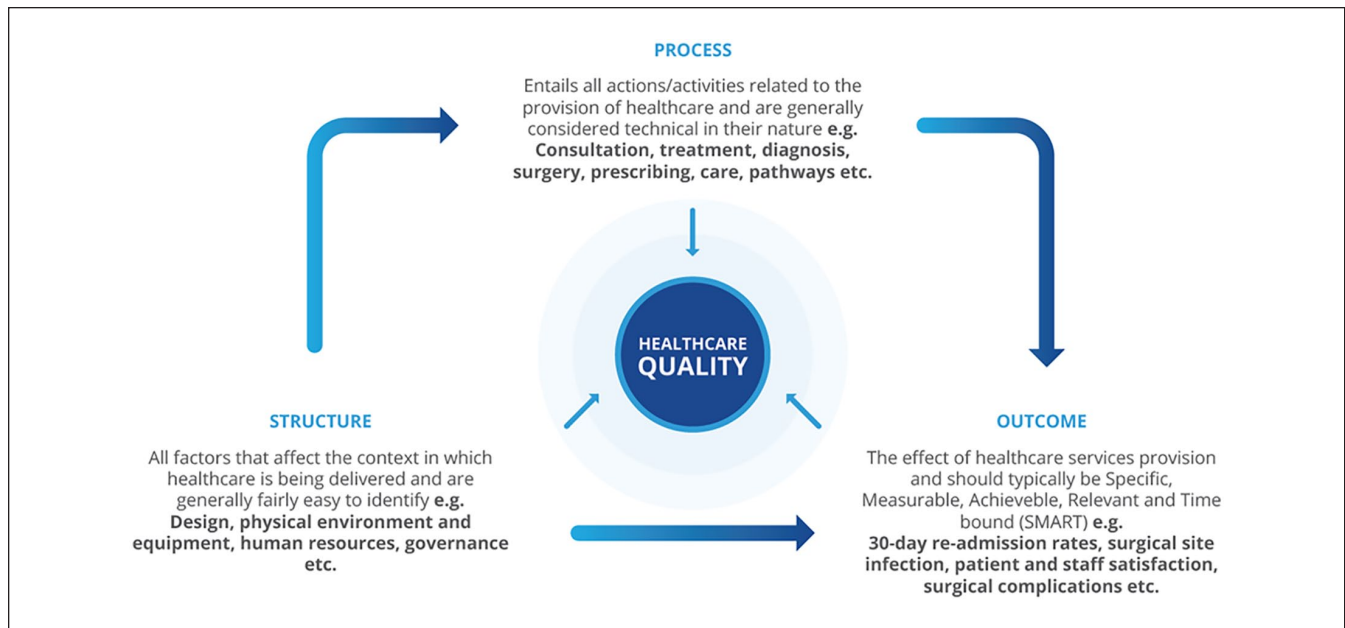 PROCESS
Entails all actions/activities related to the
provision of healthcare and are generally
considered technical in their nature e.g.
Consultation, treatment, diagnosis,
surgery, prescribing, care, pathways etc.
HEALTHCARE
QUALITY
STRUCTURE
All factors that affect the context in which
healthcare is being delivered and are
generally fairly easy to identify e.g.
Design, physical environment and
equipment, human resources, governance
etc.
OUTCOME
The effect of healthcare services provision
and should typically be Specific,
Measurable, Achieveble, Relevant and Time
bound (SMART) e.g.
30-day re-admission rates, surgical site
infection, patient and staff satisfaction,
surgical complications etc.